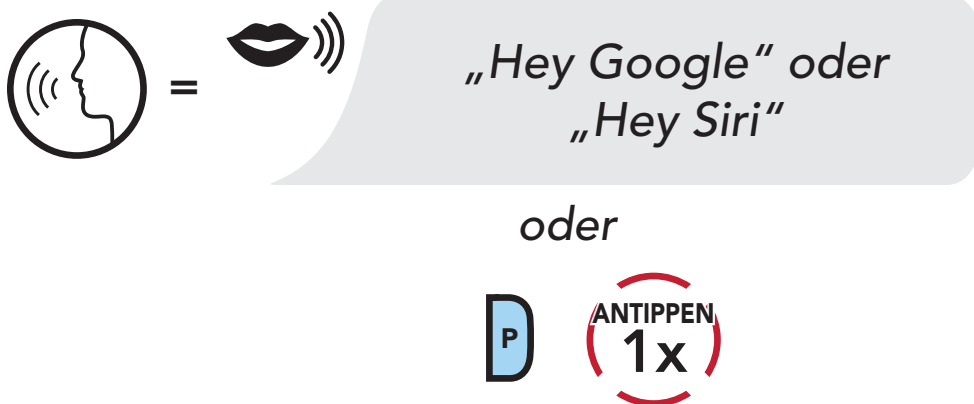 =
„Hey Google“ oder
„Hey Siri“
oder
P
ANTIPPEN
1x